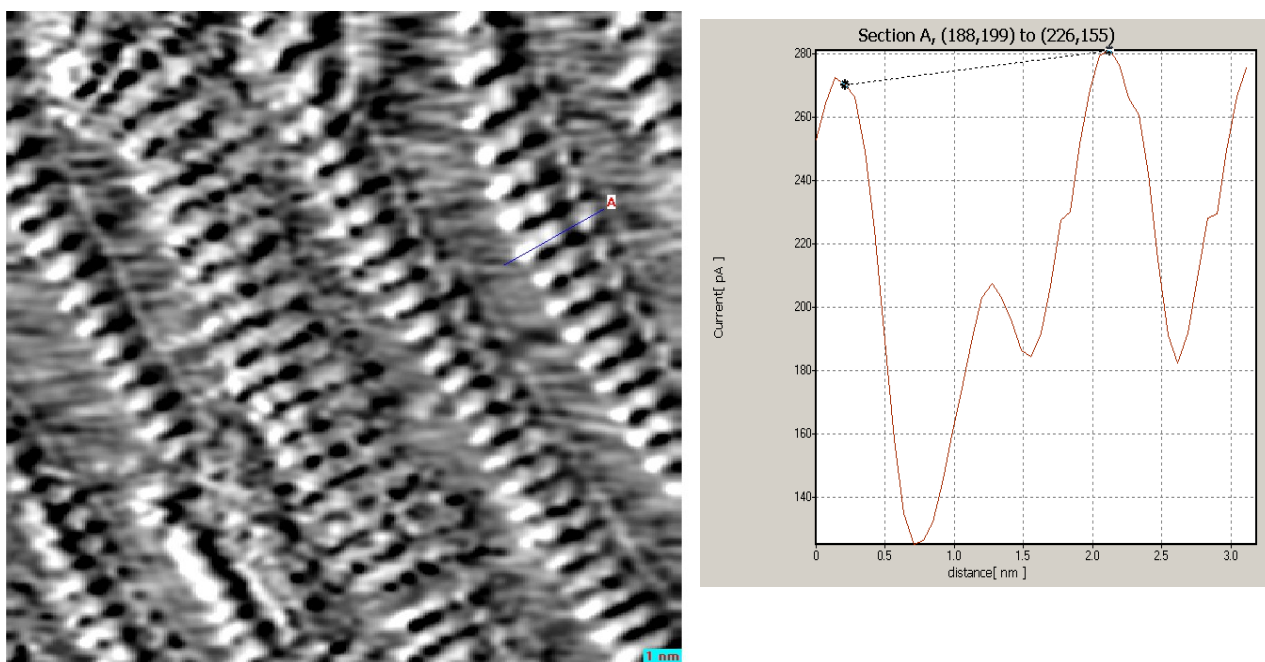 A
1 nm
Section A, (188,199) to (226,155)
Current[ pA ]
280
260
240
220
200
180
160
140
0 0.5 1.0 1.5 2.0 2.5 3.0
distance[ nm ]